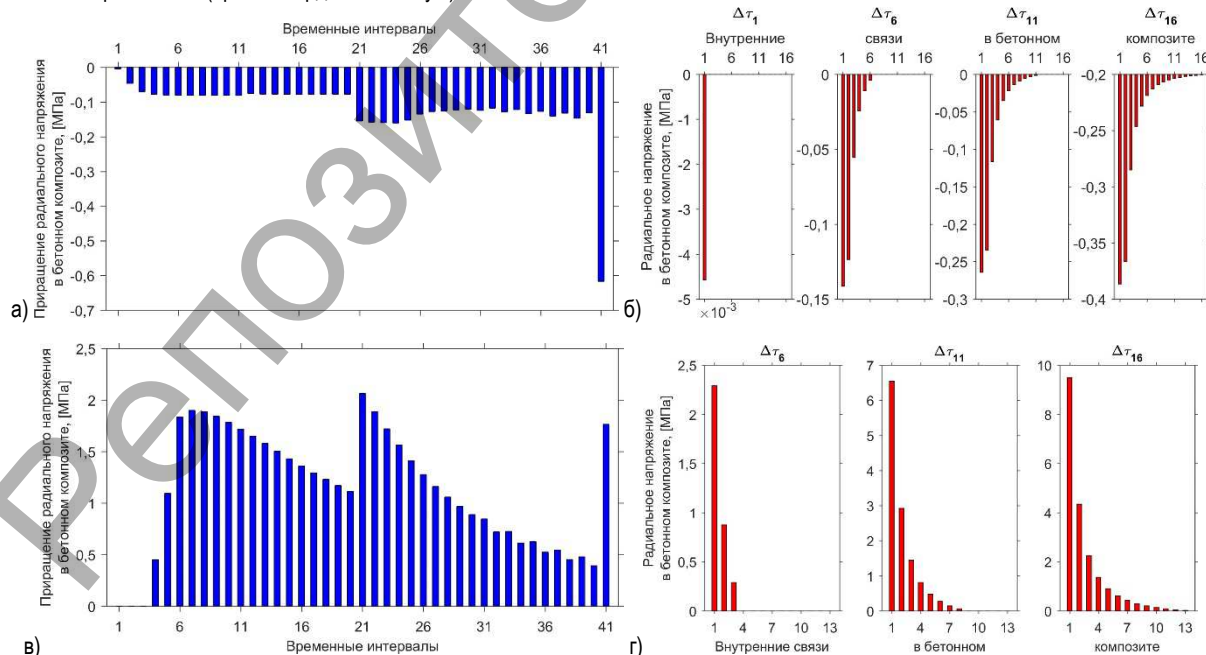 Временные интервалы
1 6 11 16 21 26 31 36 41
Приращение радиального напряжения
в бетонном композите, [МПа]
0
-0,1
-0,2
-0,3
-0,4
-0,5
-0,6
-0,7
а)
Δτ1 Δτ6 Δτ11 Δτ16
Внутренние связи в бетонном композите
1 6 11 16 1 6 11 16 1 6 11 16 1 6 11 16
Радиальное напряжение
в бетонном композите, [МПа]
0
-1
-2
-3
-4
-5
×10-3
0
-0,05
-0,1
-0,15
0
-0,05
-0,1
-0,15
-0,2
-0,25
-0,3
-0,2
-0,25
-0,3
-0,35
-0,4
б)
Приращение радиального напряжения
в бетонном композите, [МПа]
2,5
2
1,5
1
0,5
0
1 6 11 16 21 26 31 36 41
Временные интервалы
в)
Δτ6 Δτ11 Δτ16
Радиальное напряжение
в бетонном композите, [МПа]
2,5
2
1,5
1
0,5
0
7
6
5
4
3
2
1
0
10
8
6
4
2
0
1 4 7 10 13 1 4 7 10 13 1 4 7 10 13
Внутренние связи в бетонном композите
г)